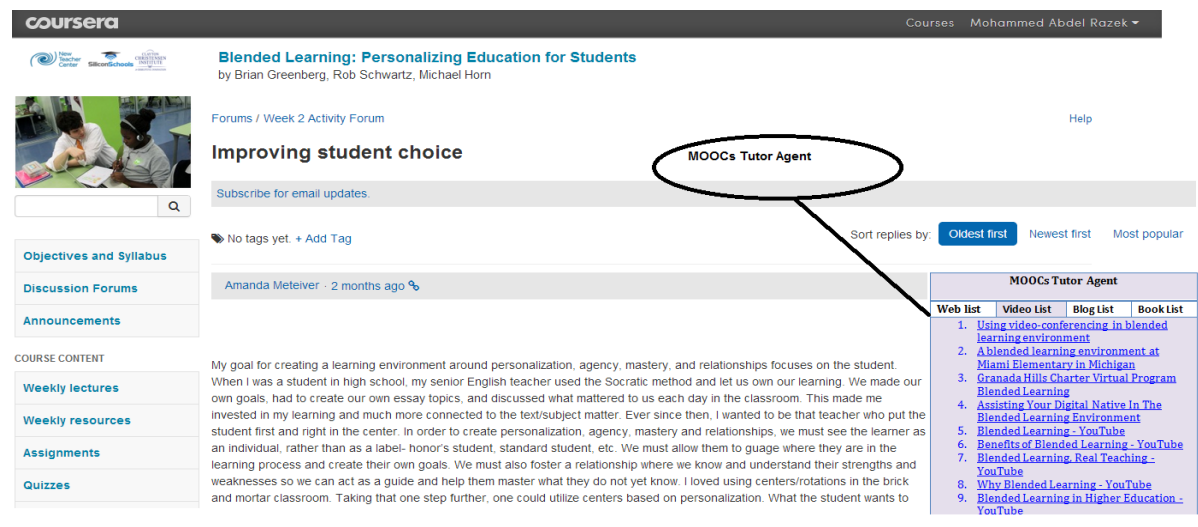 coursera
Courses Mohammed Abdel Razek
New Teacher Center SiliconSchools CLAYTON CHRISTENSEN INSTITUTE
Blended Learning: Personalizing Education for Students
by Brian Greenberg, Rob Schwartz, Michael Horn
Forums / Week 2 Activity Forum
Help
Improving student choice
MOOCs Tutor Agent
Subscribe for email updates.
No tags yet. + Add Tag
Sort replies by: Oldest first Newest first Most popular
Objectives and Syllabus
Discussion Forums
Announcements
COURSE CONTENT
Weekly lectures
Weekly resources
Assignments
Quizzes
Amanda Meteiver · 2 months ago
My goal for creating a learning environment around personalization, agency, mastery, and relationships focuses on the student.
When I was a student in high school, my senior English teacher used the Socratic method and let us own our learning. We made our
own goals, had to create our own essay topics, and discussed what mattered to us each day in the classroom. This made me
invested in my learning and much more connected to the text/subject matter. Ever since then, I wanted to be that teacher who put the
student first and right in the center. In order to create personalization, agency, mastery and relationships, we must see the learner as
an individual, rather than as a label- honor's student, standard student, etc. We must allow them to guage where they are in the
learning process and create their own goals. We must also foster a relationship where we know and understand their strengths and
weaknesses so we can act as a guide and help them master what they do not yet know. I loved using centers/rotations in the brick
and mortar classroom. Taking that one step further, one could utilize centers based on personalization. What the student wants to
MOOCs Tutor Agent
Web list Video List Blog List Book List
1. Using video-conferencing in blended
learning environment
2. A blended learning environment at
Miami Elementary in Michigan
3. Granada Hills Charter Virtual Program
Blended Learning
4. Assisting Your Digital Native In The
Blended Learning Environment
5. Blended Learning - YouTube
6. Benefits of Blended Learning - YouTube
7. Blended Learning, Real Teaching -
YouTube
8. Why Blended Learning - YouTube
9. Blended Learning in Higher Education -
YouTube